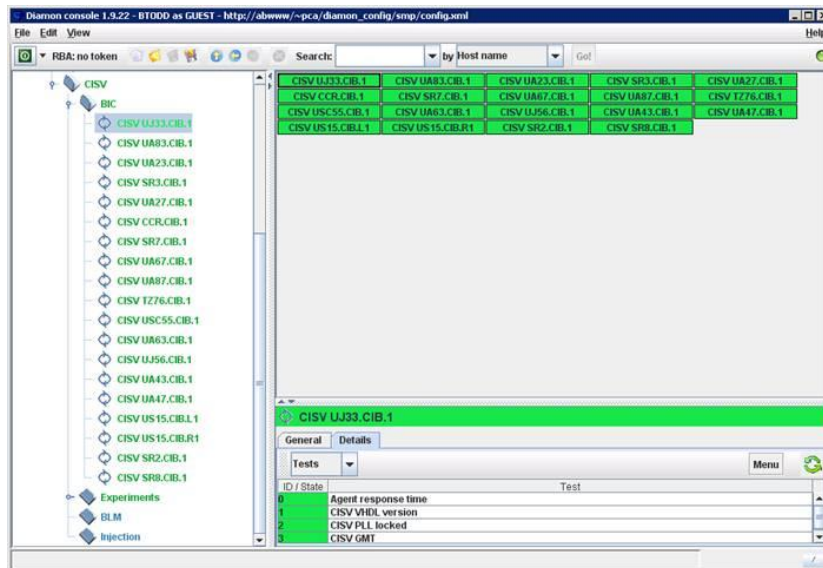 Diamon console 1.9.22 - BTODD as GUEST - http://abwww/~pca/diamon_config/smp/config.xml
File Edit View Help
RBA: no token Search: by Host name Go!
CISV
BIC
CISV UJ33.CIB.1
CISV UA83.CIB.1
CISV UA23.CIB.1
CISV SR3.CIB.1
CISV UA27.CIB.1
CISV CCR.CIB.1
CISV SR7.CIB.1
CISV UA67.CIB.1
CISV UA87.CIB.1
CISV TZ76.CIB.1
CISV USC55.CIB.1
CISV UA63.CIB.1
CISV UJ56.CIB.1
CISV UA43.CIB.1
CISV UA47.CIB.1
CISV US15.CIB.L1
CISV US15.CIB.R1
CISV SR2.CIB.1
CISV SR8.CIB.1
Experiments
BLM
Injection
CISV UJ33.CIB.1 CISV UA83.CIB.1 CISV UA23.CIB.1 CISV SR3.CIB.1 CISV UA27.CIB.1
CISV CCR.CIB.1 CISV SR7.CIB.1 CISV UA67.CIB.1 CISV UA87.CIB.1 CISV TZ76.CIB.1
CISV USC55.CIB.1 CISV UA63.CIB.1 CISV UJ56.CIB.1 CISV UA43.CIB.1 CISV UA47.CIB.1
CISV US15.CIB.L1 CISV US15.CIB.R1 CISV SR2.CIB.1 CISV SR8.CIB.1
CISV UJ33.CIB.1
General Details
Tests Menu
ID / State Test
0 Agent response time
1 CISV VHDL version
2 CISV PLL locked
3 CISV GMT